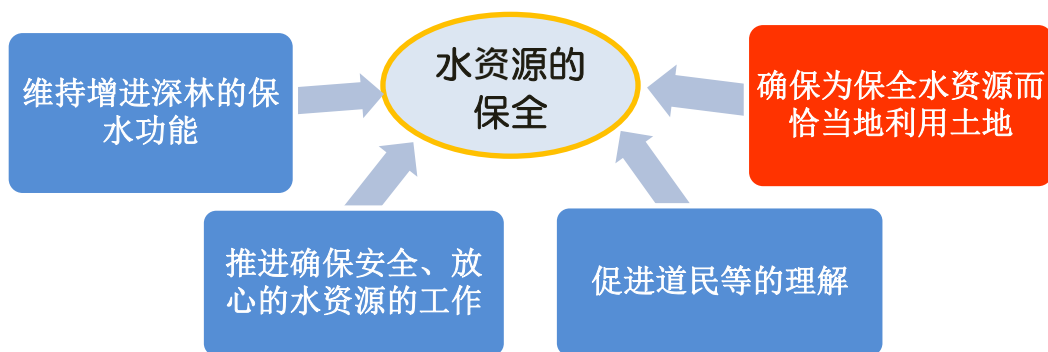 水资源的
保全
维持增进深林的保
水功能
确保为保全水资源而
恰当地利用土地
推进确保安全、放
心的水资源的工作
促进道民等的理解